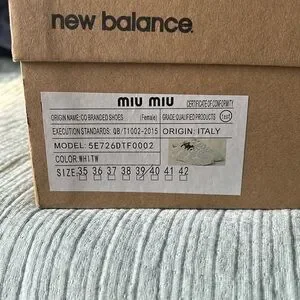 new balance
miu miu
CERTIFICATE OF CONFORMITY
ORIGIN NAME:CO BRANDED SHOES (Female) GRADE:QUALIFIED PRODUCTS
EXECUTION STANDARDS: QB/T1002-2015 ORIGIN: ITALY
MODEL: 5E726DTF0002
COLOR:WHITW
SIZE: 35 36 37 38 39 40 41 42